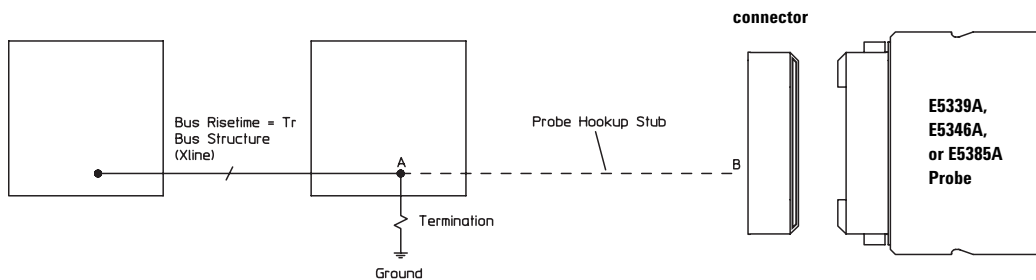 connector
Bus Risetime = Tr
Bus Structure
(Xline)
A
Probe Hookup Stub
B
E5339A,
E5346A,
or E5385A
Probe
Termination
Ground